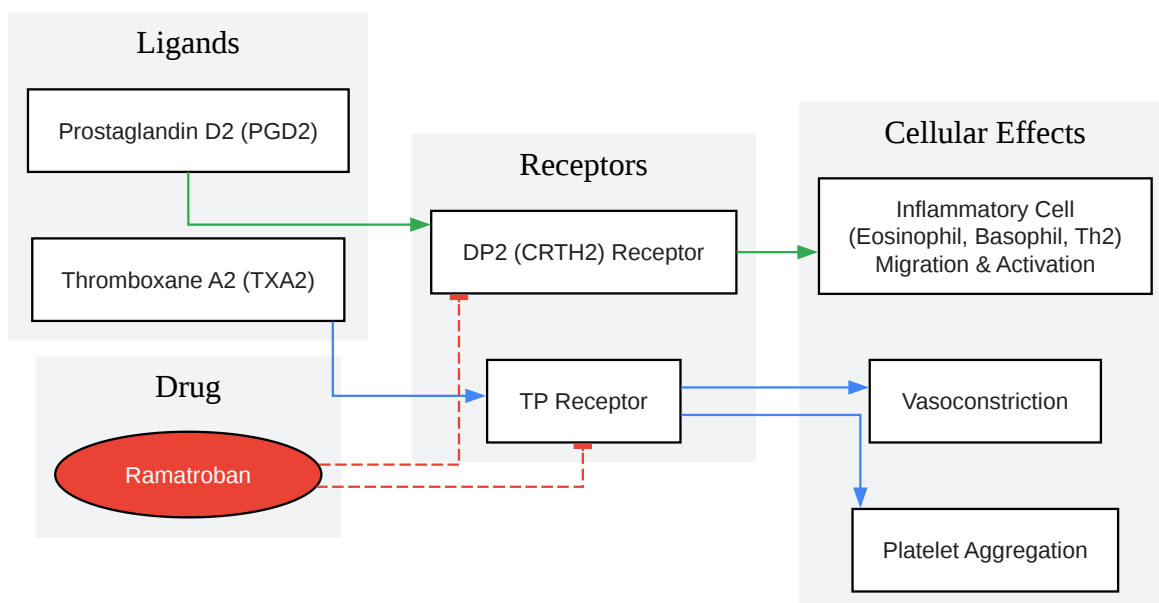 Ligands
Prostaglandin D2 (PGD2)
Thromboxane A2 (TXA2)
Drug
Ramatroban
Receptors
DP2 (CRTH2) Receptor
TP Receptor
Cellular Effects
Inflammatory Cell
(Eosinophil, Basophil, Th2)
Migration & Activation
Vasoconstriction
Platelet Aggregation